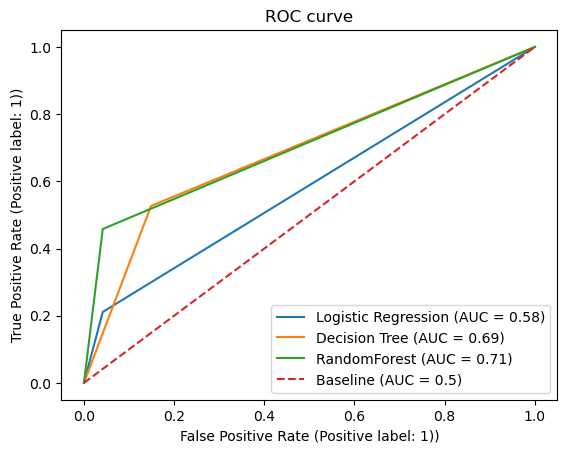 ROC curve
1.0
0.8
0.6
0.4
0.2
0.0
True Positive Rate (Positive label: 1))
Logistic Regression (AUC = 0.58)
Decision Tree (AUC = 0.69)
RandomForest (AUC = 0.71)
Baseline (AUC = 0.5)
0.0 0.2 0.4 0.6 0.8 1.0
False Positive Rate (Positive label: 1))